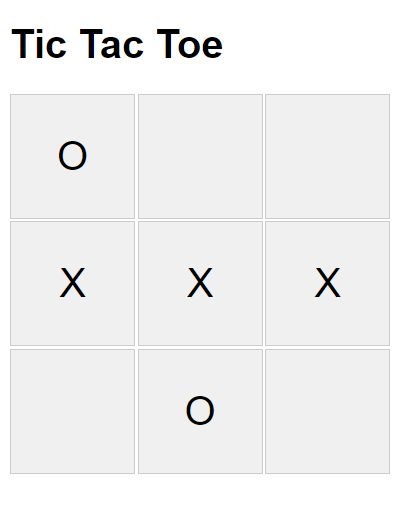 Tic Tac Toe
O
X X X
O